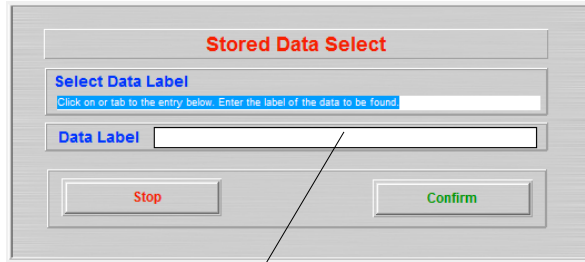 Stored Data Select
Select Data Label
Click on or tab to the entry below. Enter the label of the data to be found.
Data Label
Stop Confirm